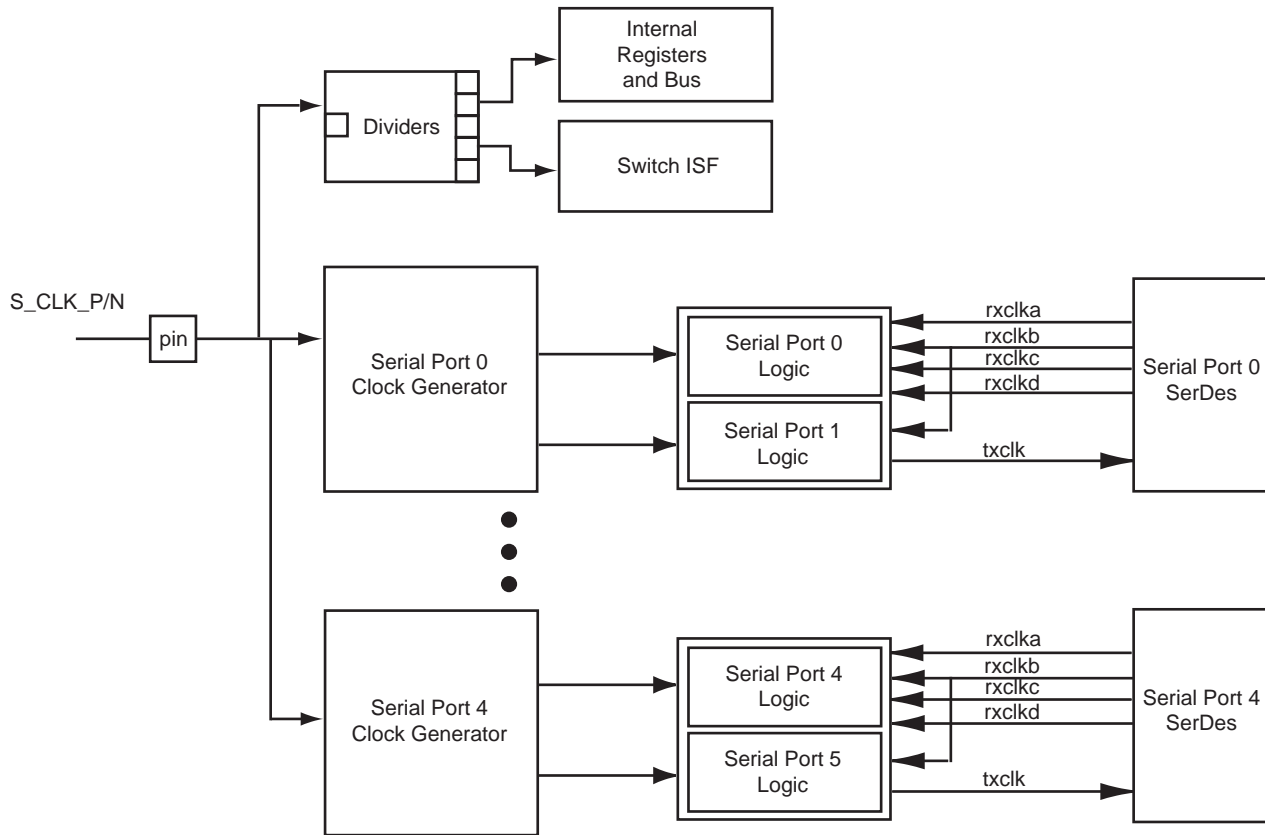 Internal
Registers
and Bus
Dividers
Switch ISF
S_CLK_P/N
pin
Serial Port 0
Clock Generator
Serial Port 0
Logic
Serial Port 1
Logic
rxclka
rxclkb
rxclkc
rxclkd
txclk
Serial Port 0
SerDes
Serial Port 4
Clock Generator
Serial Port 4
Logic
Serial Port 5
Logic
rxclka
rxclkb
rxclkc
rxclkd
txclk
Serial Port 4
SerDes